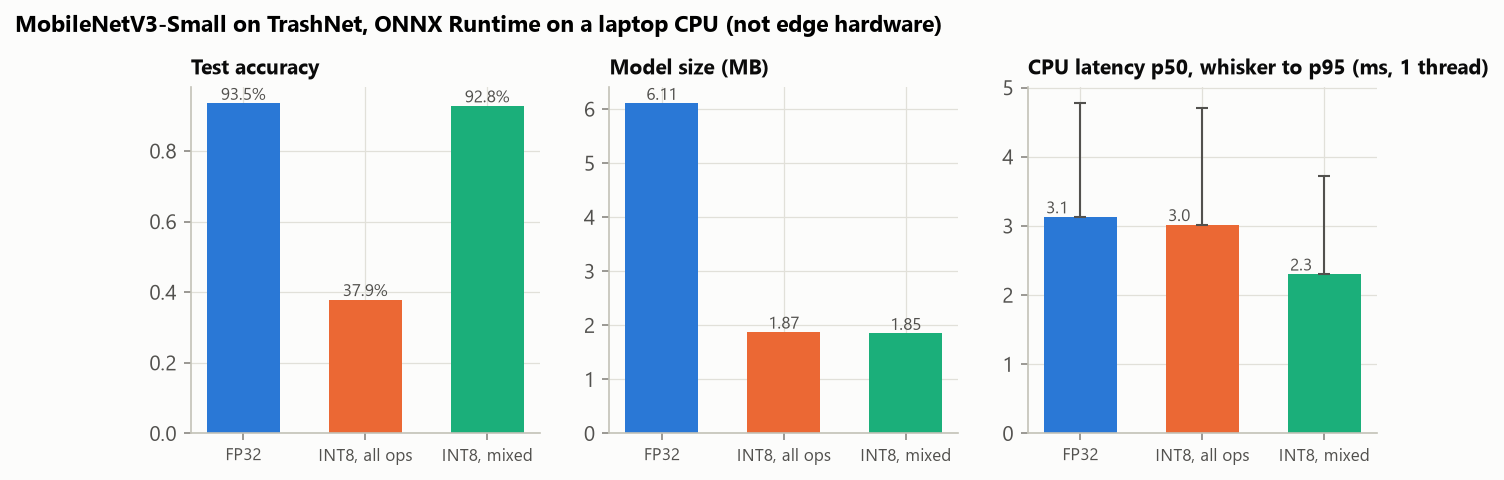 MobileNetV3-Small on TrashNet, ONNX Runtime on a laptop CPU (not edge hardware)
Test accuracy
93.5%
37.9%
92.8%
0.8
0.6
0.4
0.2
0.0
FP32
INT8, all ops
INT8, mixed
Model size (MB)
6.11
1.87
1.85
6
5
4
3
2
1
0
FP32
INT8, all ops
INT8, mixed
CPU latency p50, whisker to p95 (ms, 1 thread)
3.1
3.0
2.3
5
4
3
2
1
0
FP32
INT8, all ops
INT8, mixed